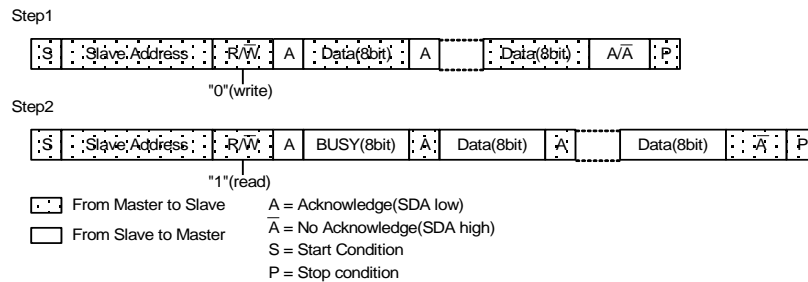 Step1
S Slave Address R/W̅ A Data(8bit) A Data(8bit) A/A̅ P
"0"(write)
Step2
S Slave Address R/W̅ A BUSY(8bit) A Data(8bit) A Data(8bit) A̅ P
"1"(read)
From Master to Slave A = Acknowledge(SDA low)
From Slave to Master A̅ = No Acknowledge(SDA high)
S = Start Condition
P = Stop condition